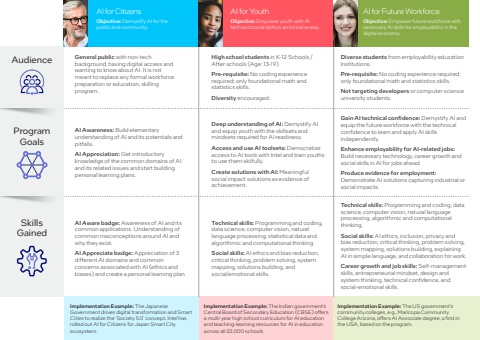 AI for Citizens
Objective: Demystify AI for the
public and community.
AI for Youth
Objective: Empower youth with AI
tech and social skills in an inclusive way.
AI for Future Workforce
Objective: Empower future workforce with
necessary AI skills for employability in the
digital economy.
Audience
General public with non-tech
background, having digital access and
wanting to know about AI. It is not
meant to replace any formal workforce
preparation or education, skilling
program.
High school students in K-12 Schools /
After schools (Age: 13-19).
Pre-requisite: No coding experience
required; only foundation math and
statistics skills.
Diversity encouraged.
Diverse students from employability education
institutions.
Pre-requisite: No coding experience required;
only foundational math and statistics skills.
Not targeting developers or computer science
university students.
Program
Goals
AI Awareness: Build elementary
understanding of AI and its potentials and
pitfalls.
AI Appreciation: Get introductory
knowledge of the common domains of AI
and its related issues and start building
personal learning plans.
Deep understanding of AI: Demystify AI
and equip youth with the skillsets and
mindsets required for AI readiness.
Access and use AI toolsets: Democratise
access to AI tools with Intel and train youths
to use them skilfully.
Create solutions with AI: Meaningful
social impact solutions as evidence of
achievement.
Gain AI technical confidence: Demystify AI and
equip the future workforce with the technical
confidence to learn and apply AI skills
independently.
Enhance employability for AI-related jobs:
Build necessary technology, career growth and
social skills in AI for jobs ahead.
Produce evidence for employment:
Demonstrate AI solutions capturing industrial or
social impacts.
Skills
Gained
AI Aware badge: Awareness of AI and its
common applications. Understanding of
common misconceptions around AI and
why they exist.
AI Appreciate badge: Appreciation of 3
different AI domains and common
concerns associated with AI (ethics and
biases) and create a personal learning plan.
Technical skills: Programming and coding,
data science, computer vision, natural
language processing, statistical data and
algorithmic and computational thinking.
Social skills: AI ethics and bias reduction,
critical thinking, problem solving, system
mapping, solutions building, and
social/emotional skills.
Technical skills: Programming and coding, data
science, computer vision, natural language
processing, algorithmic and computational
thinking.
Social skills: AI ethics, inclusion, privacy and
bias reduction, critical thinking, problem solving,
system mapping, solutions building, explaining
AI in simple language, and collaboration for work.
Career growth and job skills: Self-management
skills, entrepreneurial mindset, design and
system thinking, technical confidence, and
social-emotional skills.
Implementation Example: The Japanese
Government drives digital transformation and Smart
Cities to realize the 'Society 5.0' concept. Intel has
rolled out AI for Citizens for Japan Smart City
ecosystem.
Implementation Example: The Indian government's
Central Board of Secondary Education (CBSE) offers
a multi-year high-school curriculum for AI education
and teaching-learning resources for AI in education
across all 22,000 schools.
Implementation Example: The US government's
community colleges, e.g., Maricopa Community
College Arizona, offers AI Associate degree, a first in
the USA, based on the program.